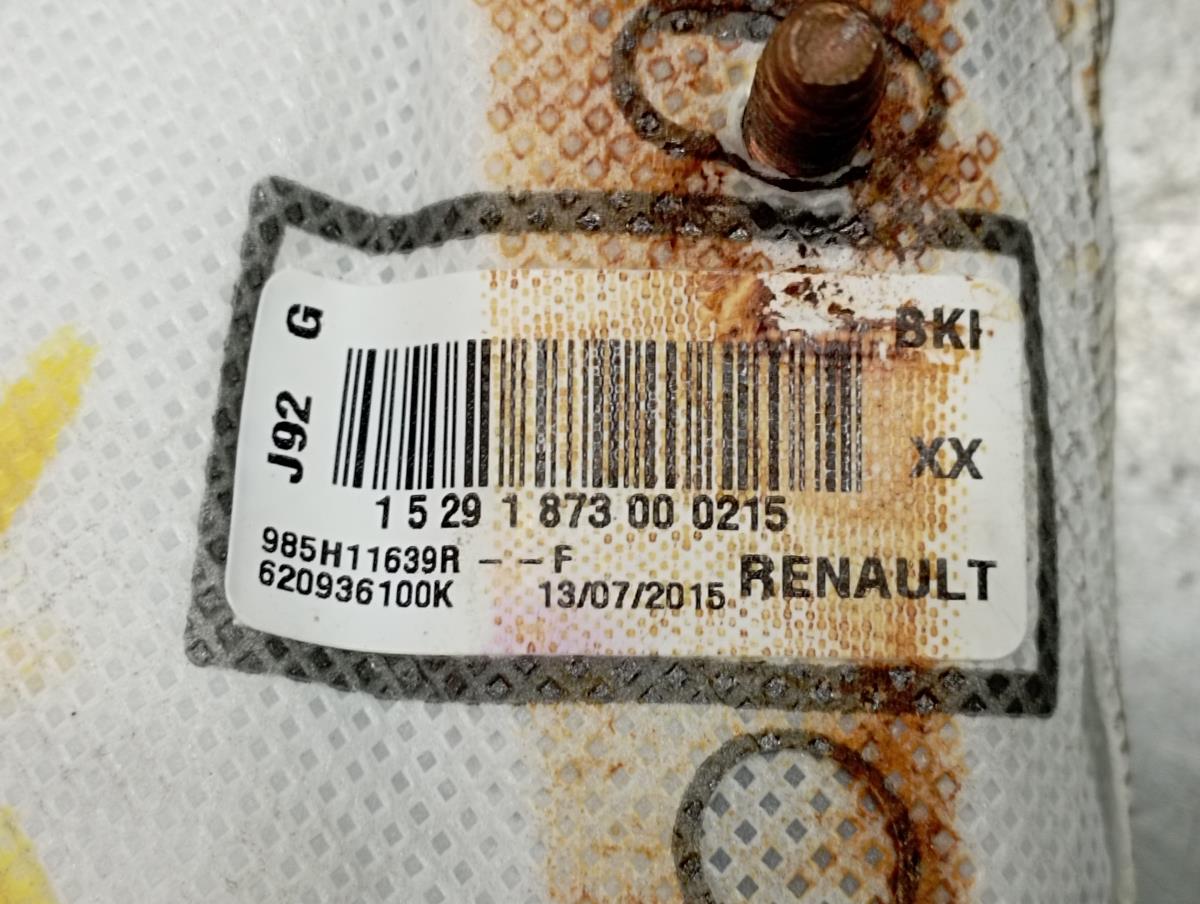 J92 G
BKI
XX
1 5 29 1 873 00 0215
985H11639R - - F
620936100K 13/07/2015
RENAULT